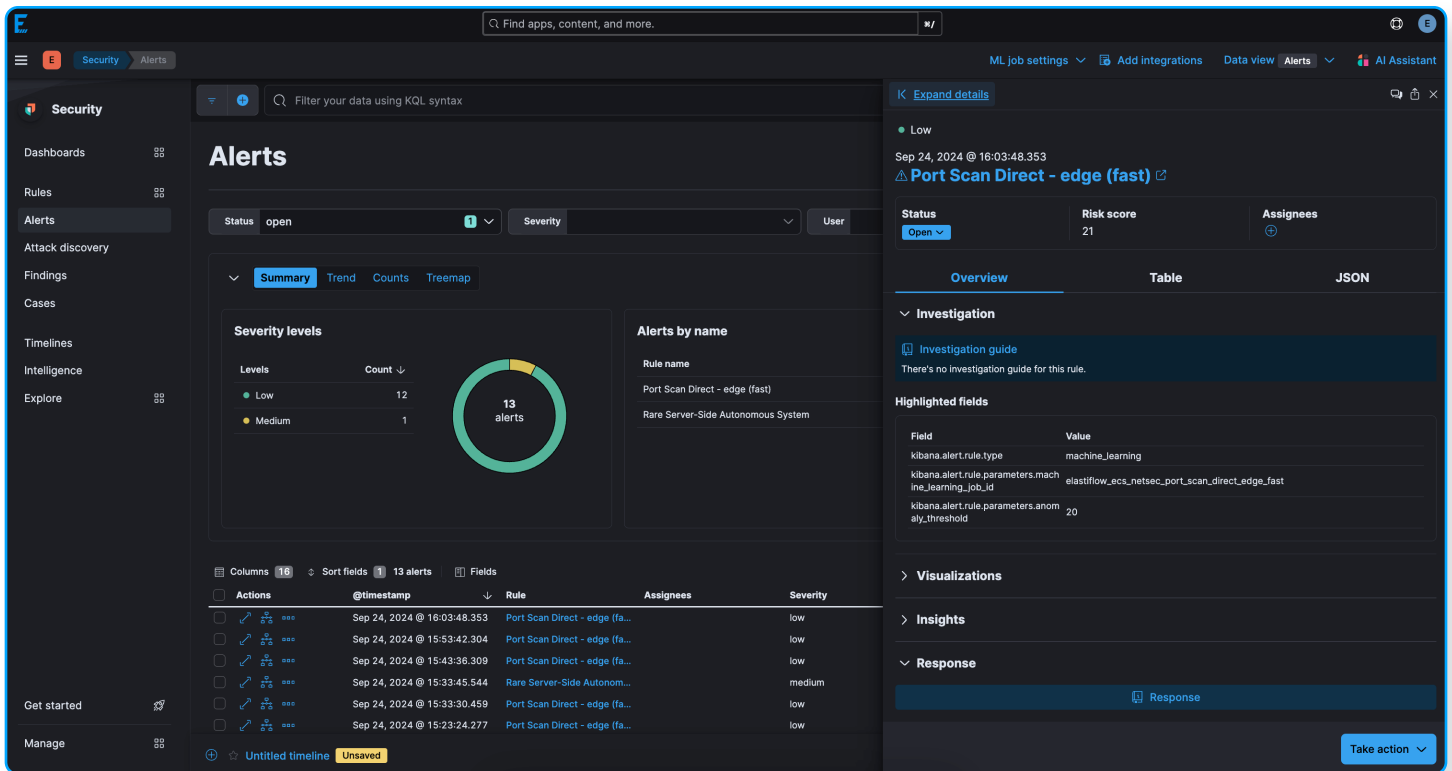 Find apps, content, and more.
⌘/
E
E
Security
Alerts
ML job settings
Add integrations
Data view
Alerts
AI Assistant
Security
Dashboards
Rules
Alerts
Attack discovery
Findings
Cases
Timelines
Intelligence
Explore
Get started
Manage
Filter your data using KQL syntax
Alerts
Status open 1
Severity
User
Summary Trend Counts Treemap
Severity levels
Levels Count
Low 12
Medium 1
13
alerts
Alerts by name
Rule name
Port Scan Direct - edge (fast)
Rare Server-Side Autonomous System
Columns 16 Sort fields 1 13 alerts Fields
Actions @timestamp Rule Assignees Severity
Sep 24, 2024 @ 16:03:48.353 Port Scan Direct - edge (fa... low
Sep 24, 2024 @ 15:53:42.304 Port Scan Direct - edge (fa... low
Sep 24, 2024 @ 15:43:36.309 Port Scan Direct - edge (fa... low
Sep 24, 2024 @ 15:33:45.544 Rare Server-Side Autonom... medium
Sep 24, 2024 @ 15:33:30.459 Port Scan Direct - edge (fa... low
Sep 24, 2024 @ 15:23:24.277 Port Scan Direct - edge (fa... low
Untitled timeline Unsaved
Expand details
Low
Sep 24, 2024 @ 16:03:48.353
Port Scan Direct - edge (fast)
Status Risk score Assignees
Open 21
Overview Table JSON
Investigation
Investigation guide
There's no investigation guide for this rule.
Highlighted fields
Field Value
kibana.alert.rule.type machine_learning
kibana.alert.rule.parameters.mach
ine_learning_job_id
elastiflow_ecs_netsec_port_scan_direct_edge_fast
kibana.alert.rule.parameters.anom
aly_threshold
20
Visualizations
Insights
Response
Response
Take action